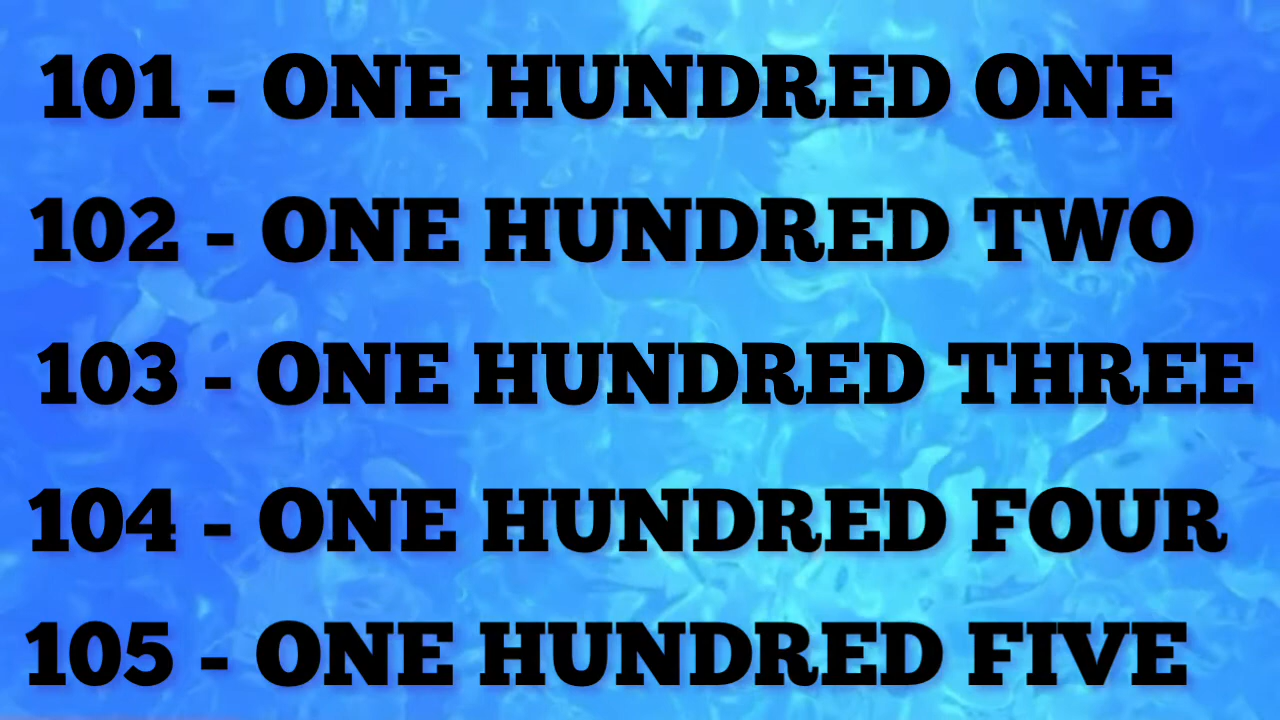 101 - ONE HUNDRED ONE
102 - ONE HUNDRED TWO
103 - ONE HUNDRED THREE
104 - ONE HUNDRED FOUR
105 - ONE HUNDRED FIVE